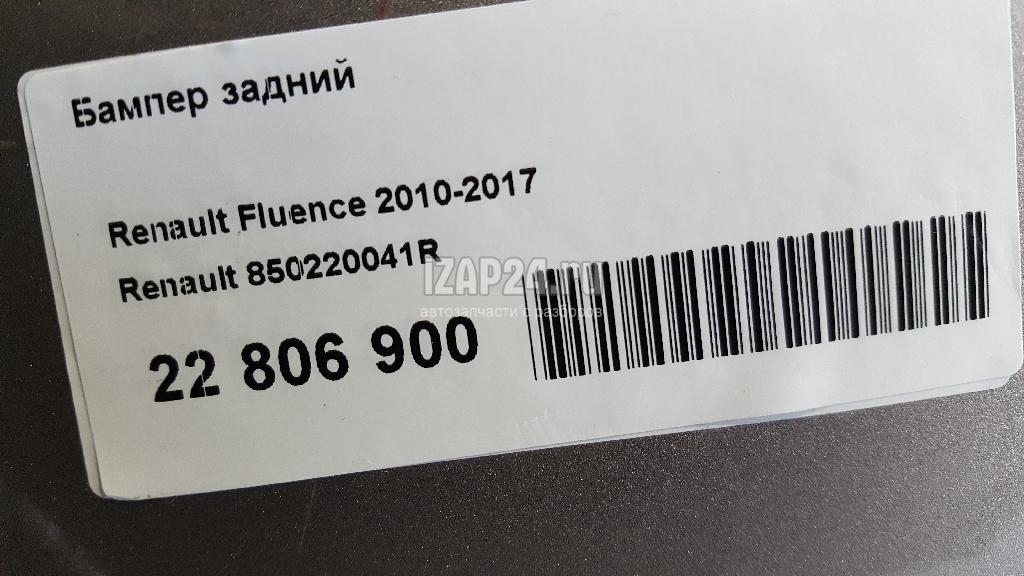 Бампер задний
Renault Fluence 2010-2017
Renault 850220041R
IZAP24.ru
автозапчасти с разборов
22 806 900